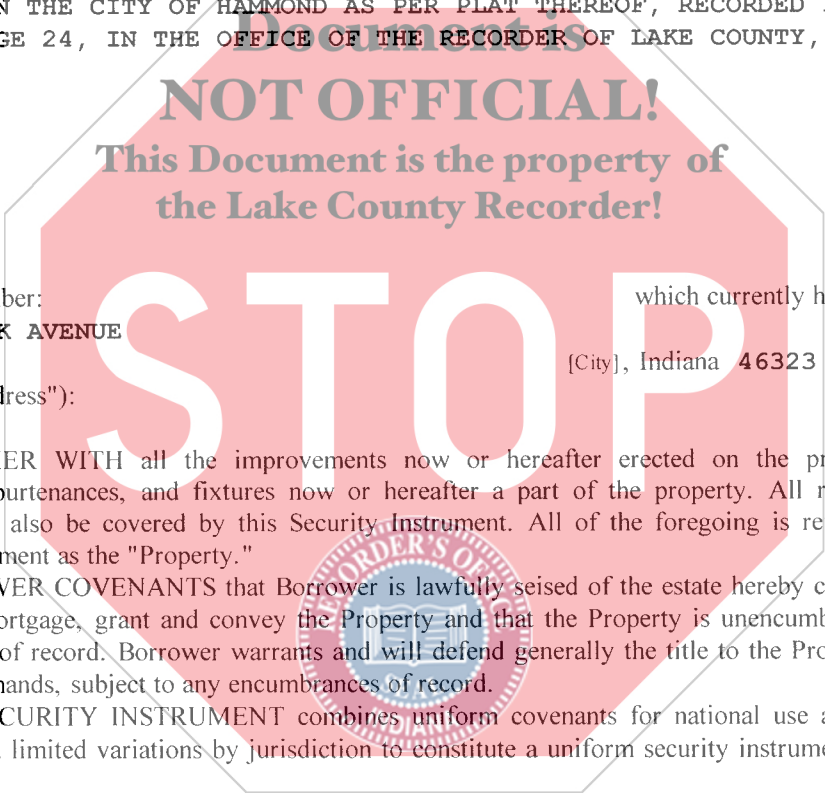 N THE CITY OF HAMMOND AS PER PLAT THEREOF, RECORDED
GE 24, IN THE OFFICE OF THE RECORDER OF LAKE COUNTY,
Document is
NOT OFFICIAL!
This Document is the property of
the Lake County Recorder!
STOP
ber:
which currently h
K AVENUE
[City], Indiana 46323
dress"):
ER WITH all the improvements now or hereafter erected on the pr
purtenances, and fixtures now or hereafter a part of the property. All r
also be covered by this Security Instrument. All of the foregoing is re
ment as the "Property."
WER COVENANTS that Borrower is lawfully seised of the estate hereby c
ortgage, grant and convey the Property and that the Property is unencumb
of record. Borrower warrants and will defend generally the title to the Pro
nands, subject to any encumbrances of record.
CURITY INSTRUMENT combines uniform covenants for national use a
limited variations by jurisdiction to constitute a uniform security instrume
RECORDER'S OFFICE
SEAL
INDIANA